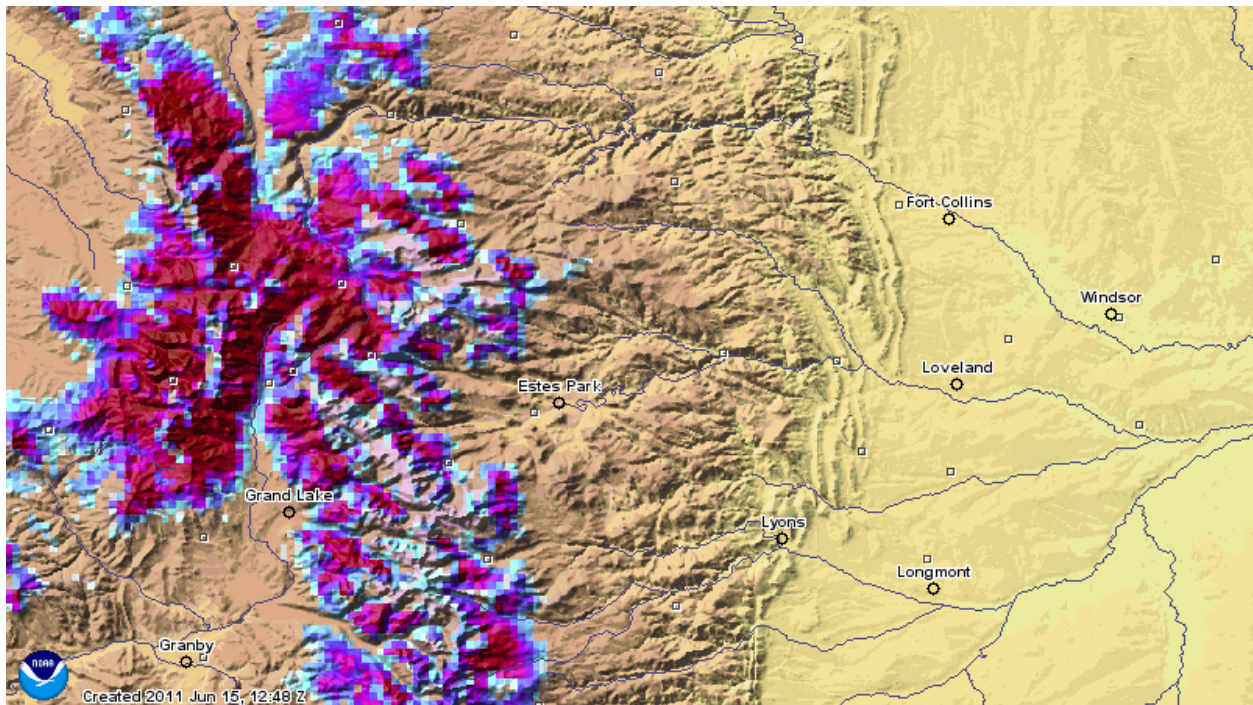 Fort Collins
Windsor
Loveland
Estes Park
Grand Lake
Lyons
Longmont
Granby
NOAA
Created 2011 Jun 15, 12:48 Z